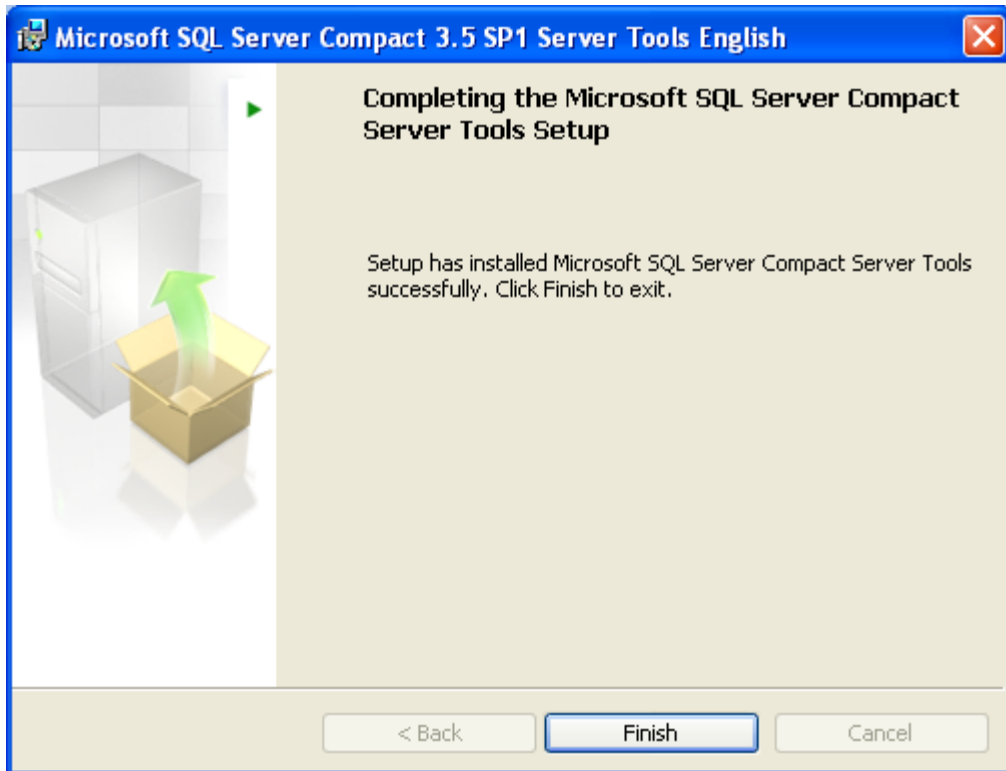 Microsoft SQL Server Compact 3.5 SP1 Server Tools English
Completing the Microsoft SQL Server Compact
Server Tools Setup
Setup has installed Microsoft SQL Server Compact Server Tools
successfully. Click Finish to exit.
< Back
Finish
Cancel